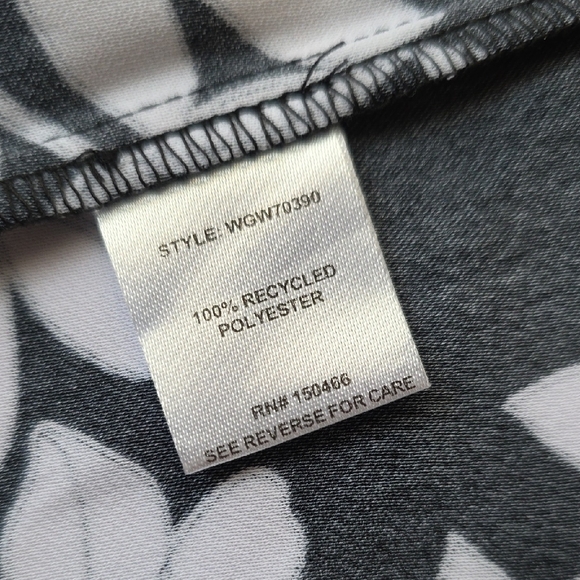 STYLE: WGW70390
100% RECYCLED
POLYESTER
RN# 150466
SEE REVERSE FOR CARE